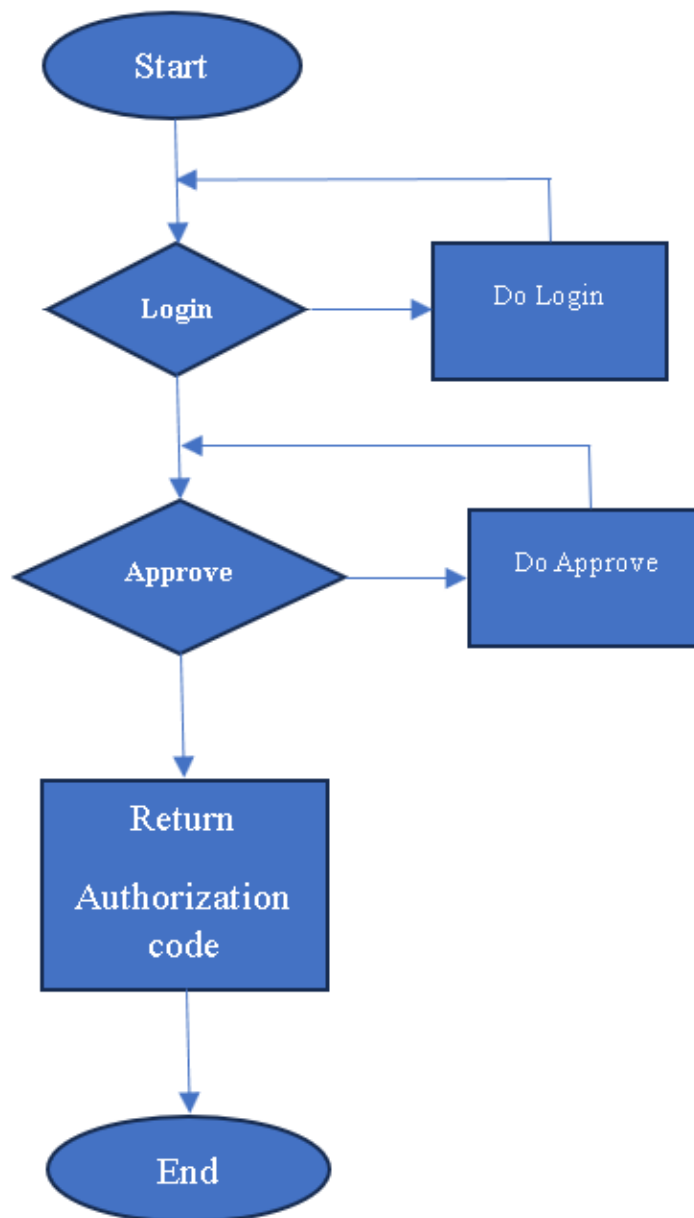 Start
Login
Do Login
Approve
Do Approve
Return
Authorization
code
End